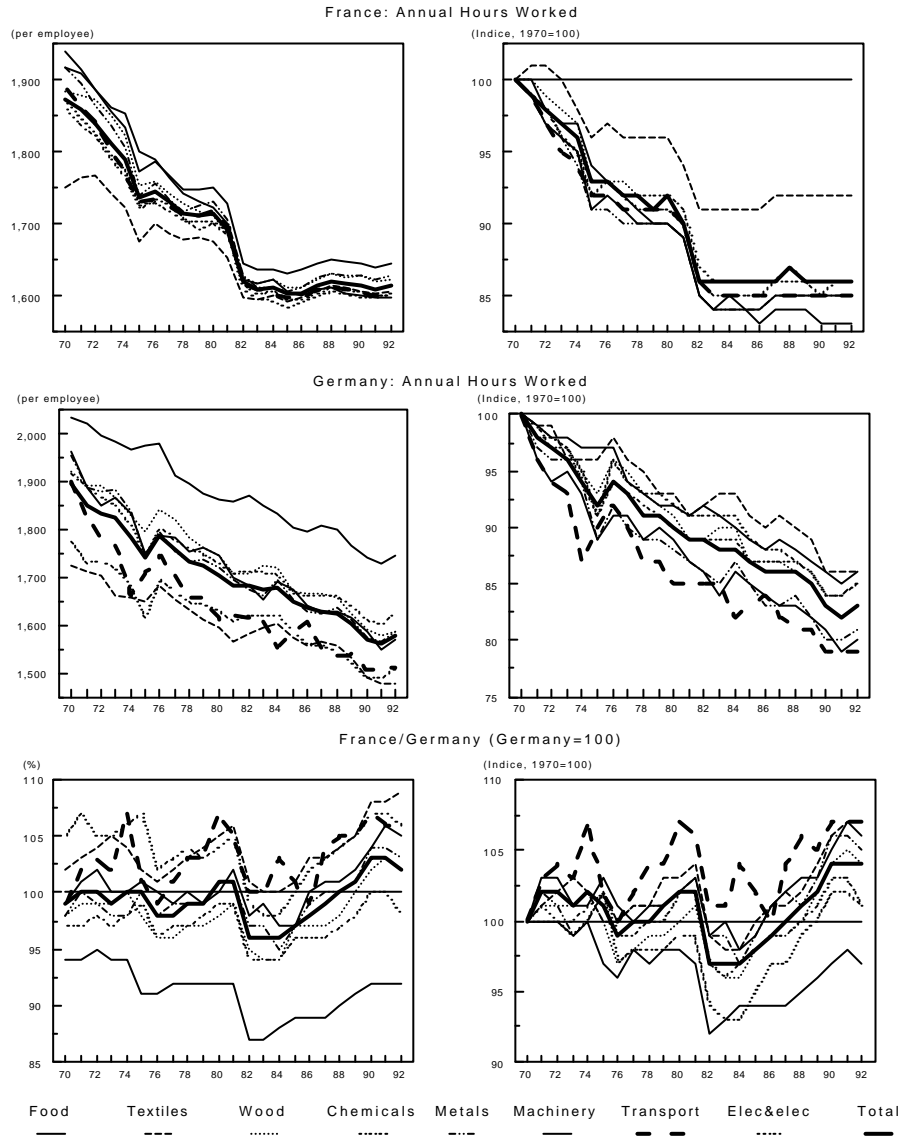 France: Annual Hours Worked
(per employee) (Indice, 1970=100)
1,900
1,800
1,700
1,600
70 72 74 76 78 80 82 84 86 88 90 92
100
95
90
85
70 72 74 76 78 80 82 84 86 88 90 92
Germany: Annual Hours Worked
(per employee) (Indice, 1970=100)
2,000
1,900
1,800
1,700
1,600
1,500
70 72 74 76 78 80 82 84 86 88 90 92
100
95
90
85
80
75
70 72 74 76 78 80 82 84 86 88 90 92
France/Germany (Germany=100)
(%) (Indice, 1970=100)
110
105
100
95
90
85
70 72 74 76 78 80 82 84 86 88 90 92
110
105
100
95
90
70 72 74 76 78 80 82 84 86 88 90 92
Food Textiles Wood Chemicals Metals Machinery Transport Elec&elec Total